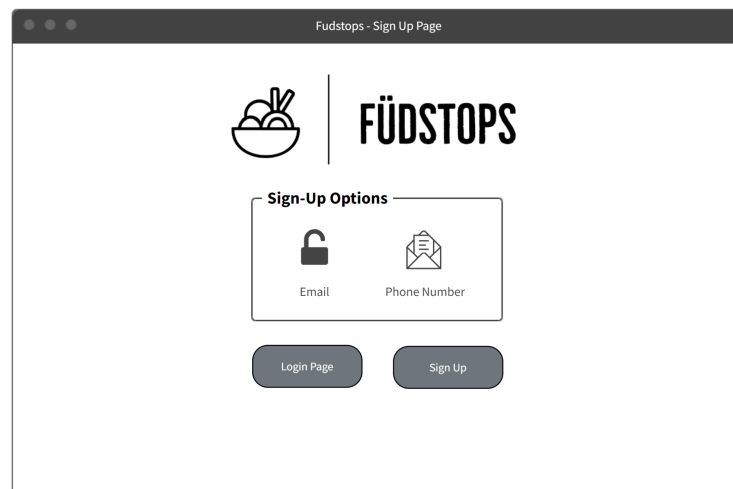 Fudstops - Sign Up Page
FÜDSTOPS
Sign-Up Options
Email Phone Number
Login Page Sign Up